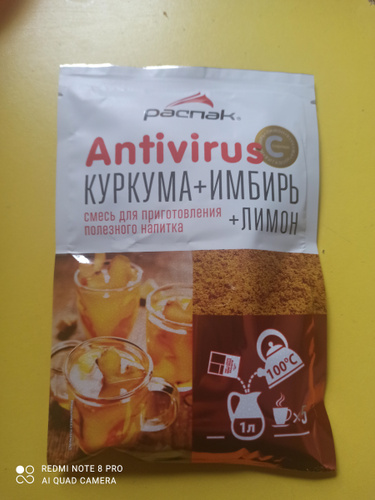 распак®
Antivirus C
КУРКУМА+ИМБИРЬ
смесь для приготовления
полезного напитка
+ЛИМОН
100°C
1л
REDMI NOTE 8 PRO
AI QUAD CAMERA